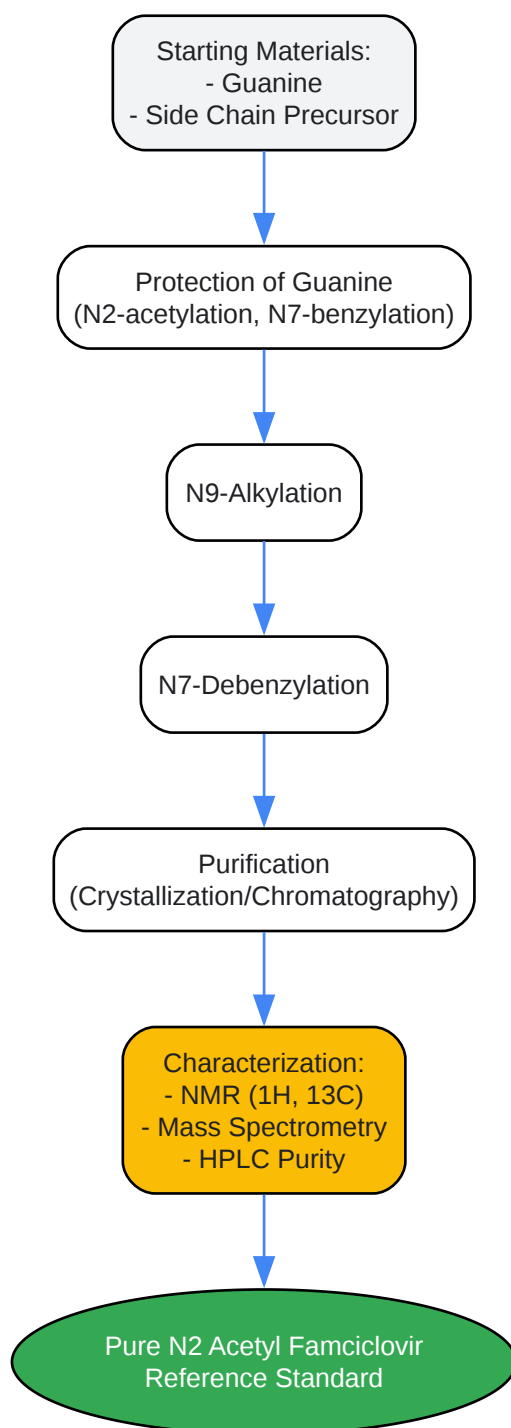 Starting Materials:
- Guanine
- Side Chain Precursor
Protection of Guanine
(N2-acetylation, N7-benzylation)
N9-Alkylation
N7-Debenzylation
Purification
(Crystallization/Chromatography)
Characterization:
- NMR (1H, 13C)
- Mass Spectrometry
- HPLC Purity
Pure N2 Acetyl Famciclovir
Reference Standard